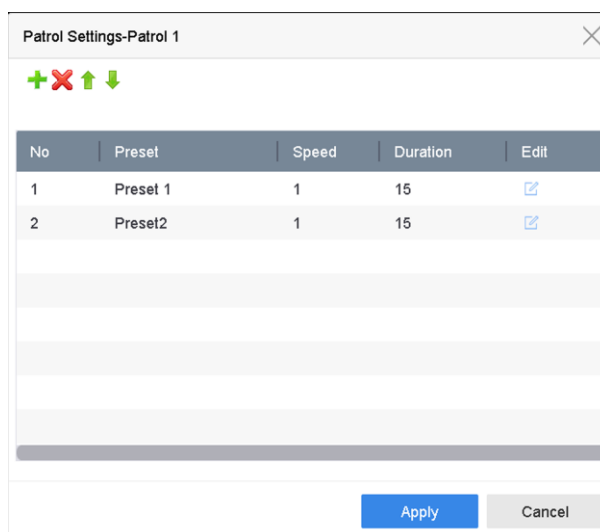 Patrol Settings-Patrol 1
No Preset Speed Duration Edit
1 Preset 1 1 15
2 Preset2 1 15
Apply Cancel